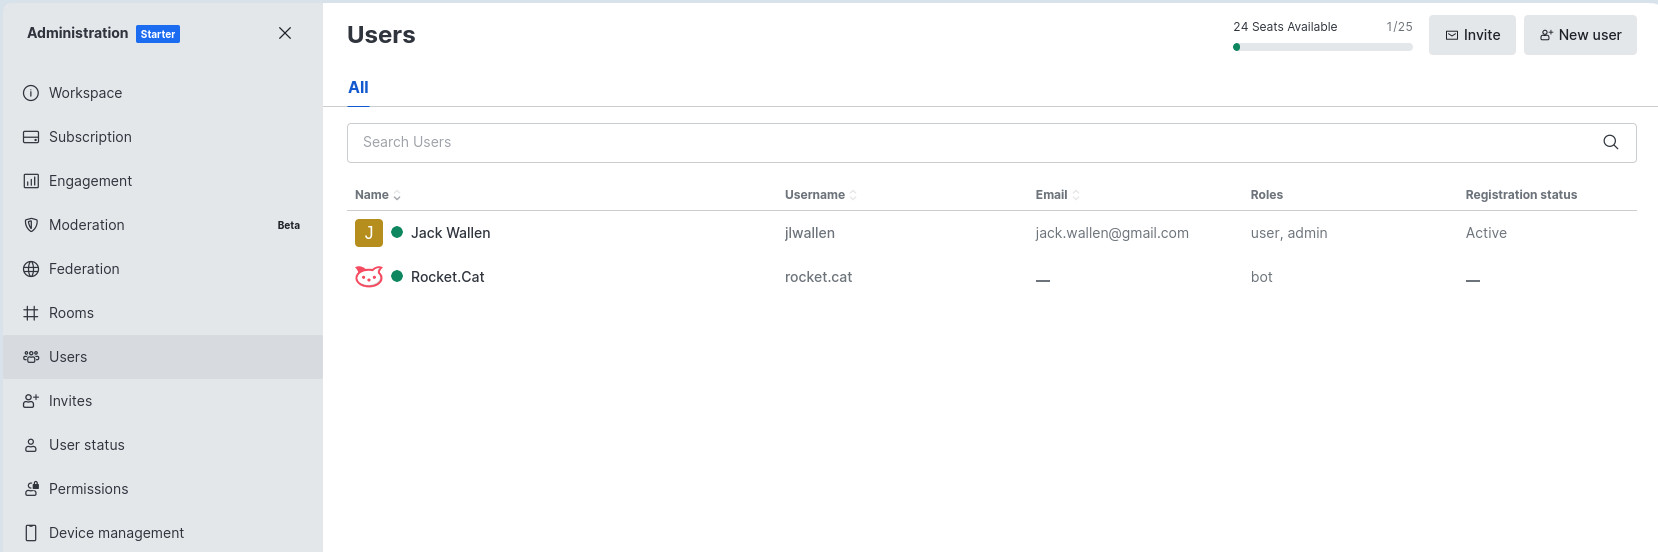 Administration Starter
Workspace
Subscription
Engagement
Moderation Beta
Federation
Rooms
Users
Invites
User status
Permissions
Device management
Users
24 Seats Available 1/25
Invite
New user
All
Search Users
Name Username Email Roles Registration status
J Jack Wallen jlwallen jack.wallen@gmail.com user, admin Active
Rocket.Cat rocket.cat — bot —